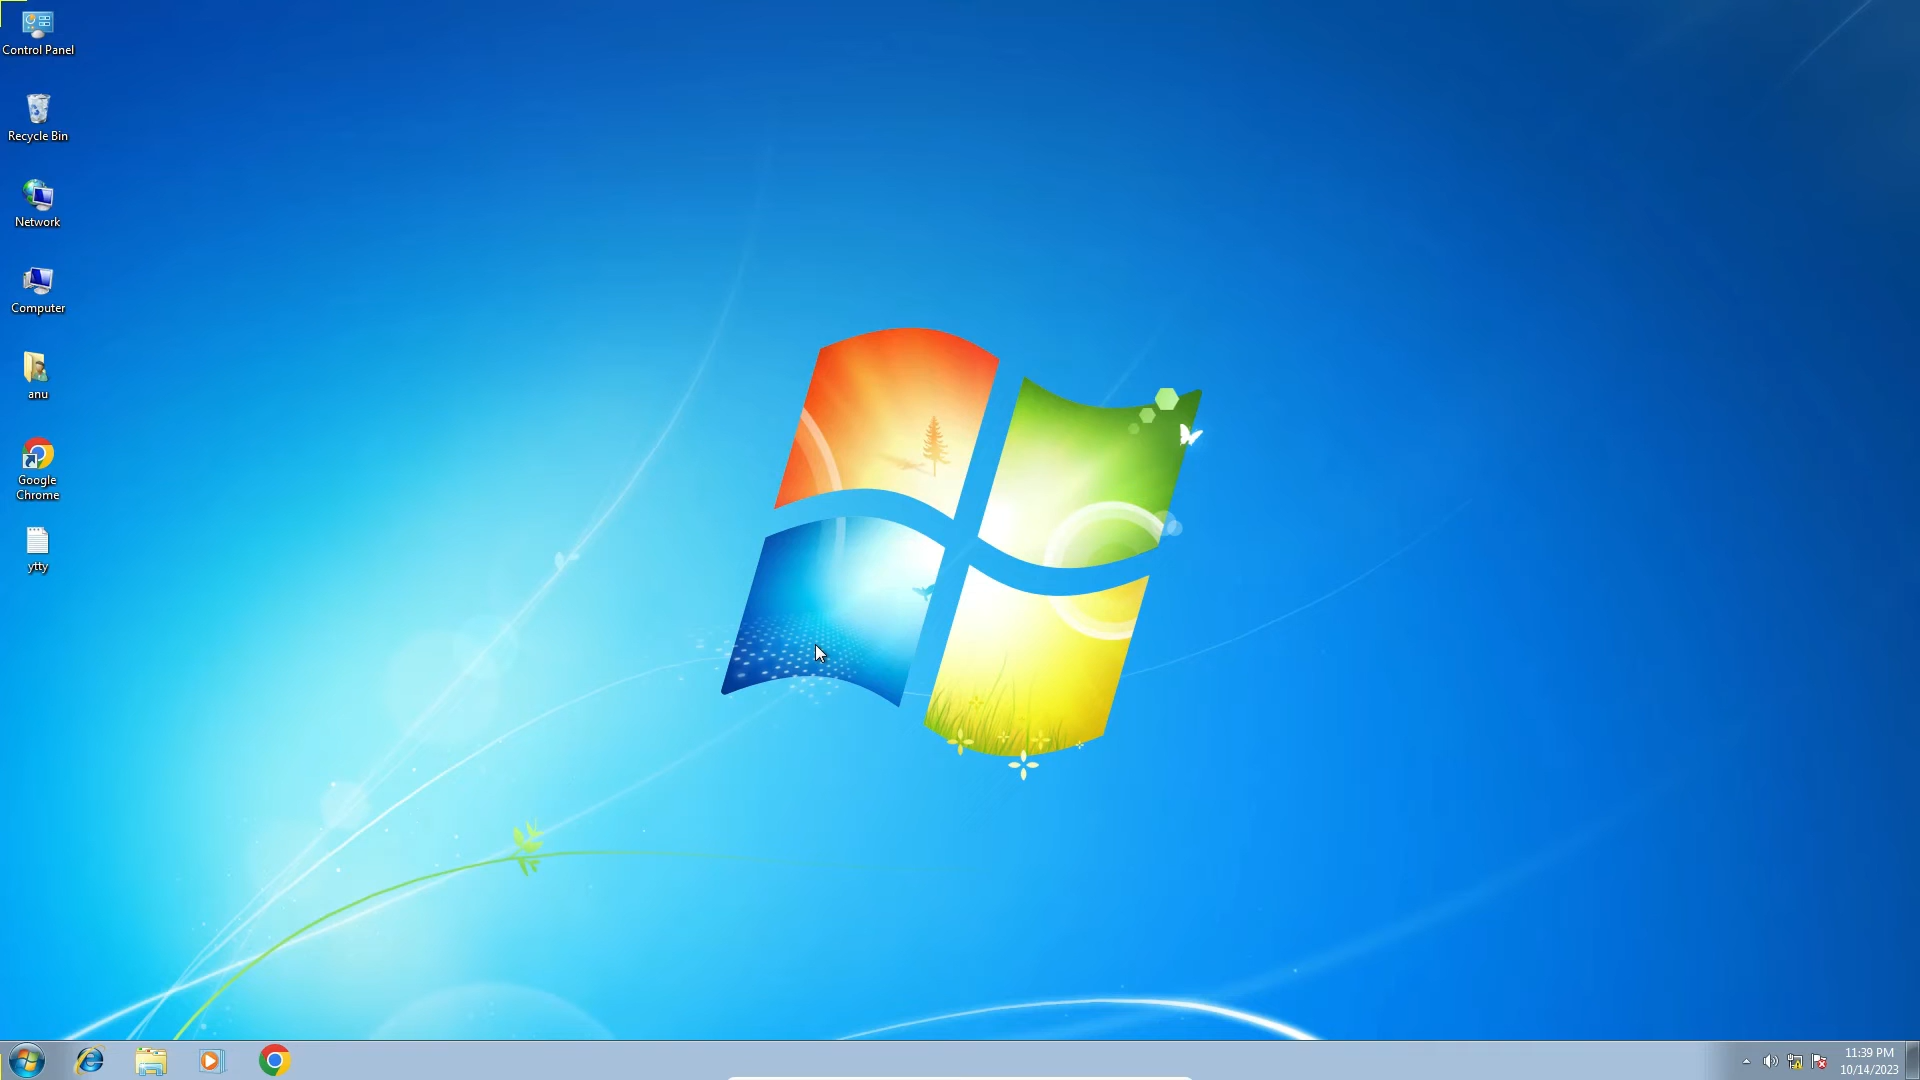 Control Panel
Recycle Bin
Network
Computer
anu
Google
Chrome
ytty
11:39 PM
10/14/2023